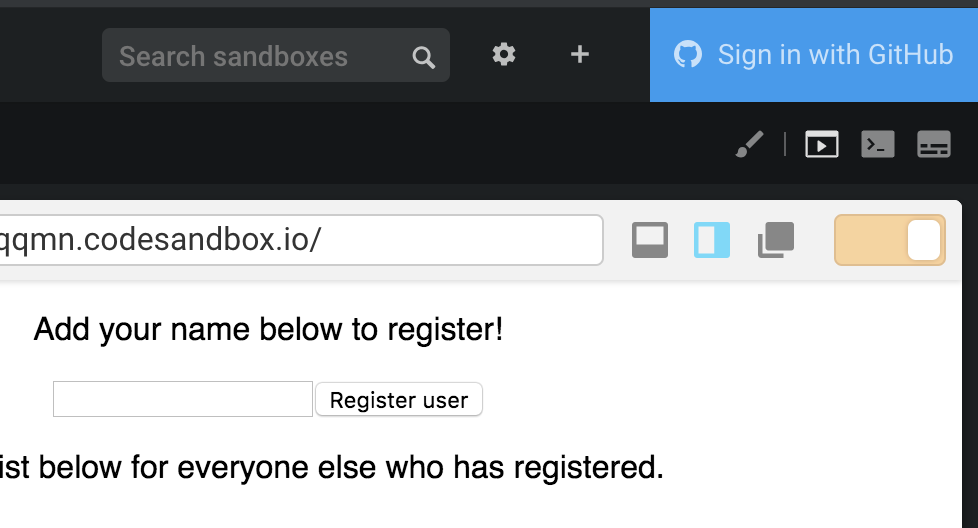 Search sandboxes
Sign in with GitHub
qqmn.codesandbox.io/
Add your name below to register!
Register user
ist below for everyone else who has registered.